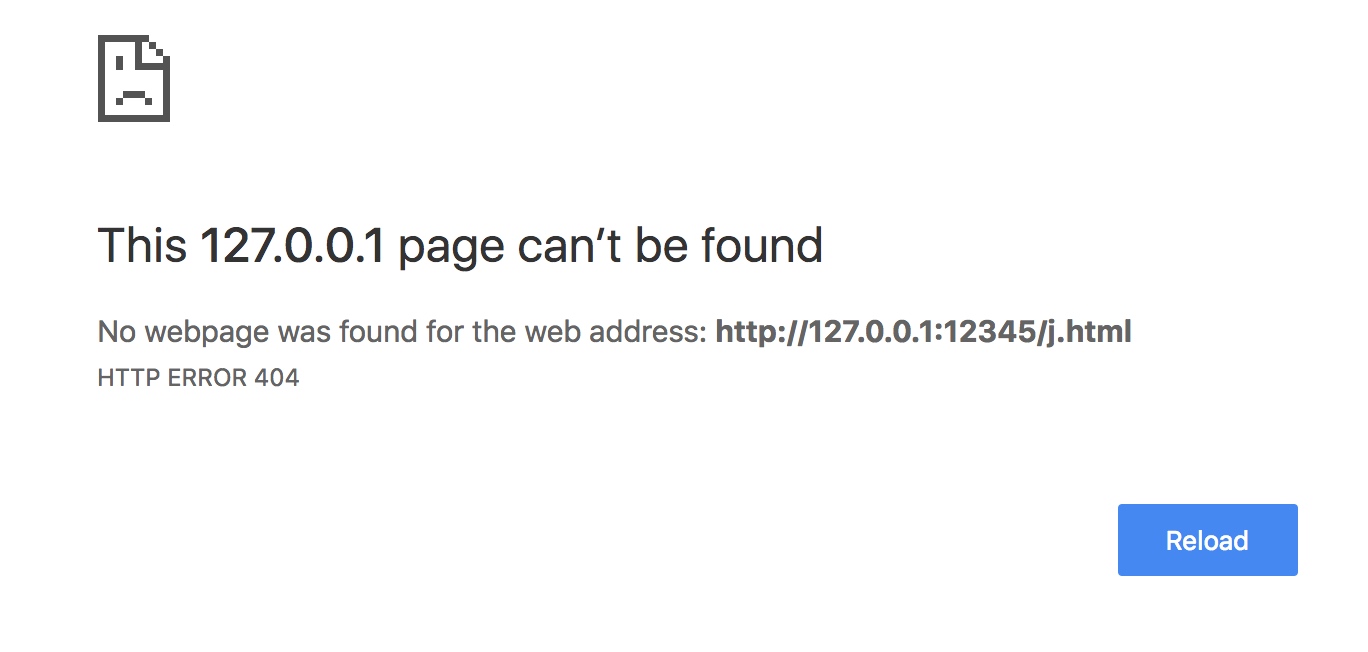 This 127.0.0.1 page can’t be found
No webpage was found for the web address: http://127.0.0.1:12345/j.html
HTTP ERROR 404
Reload